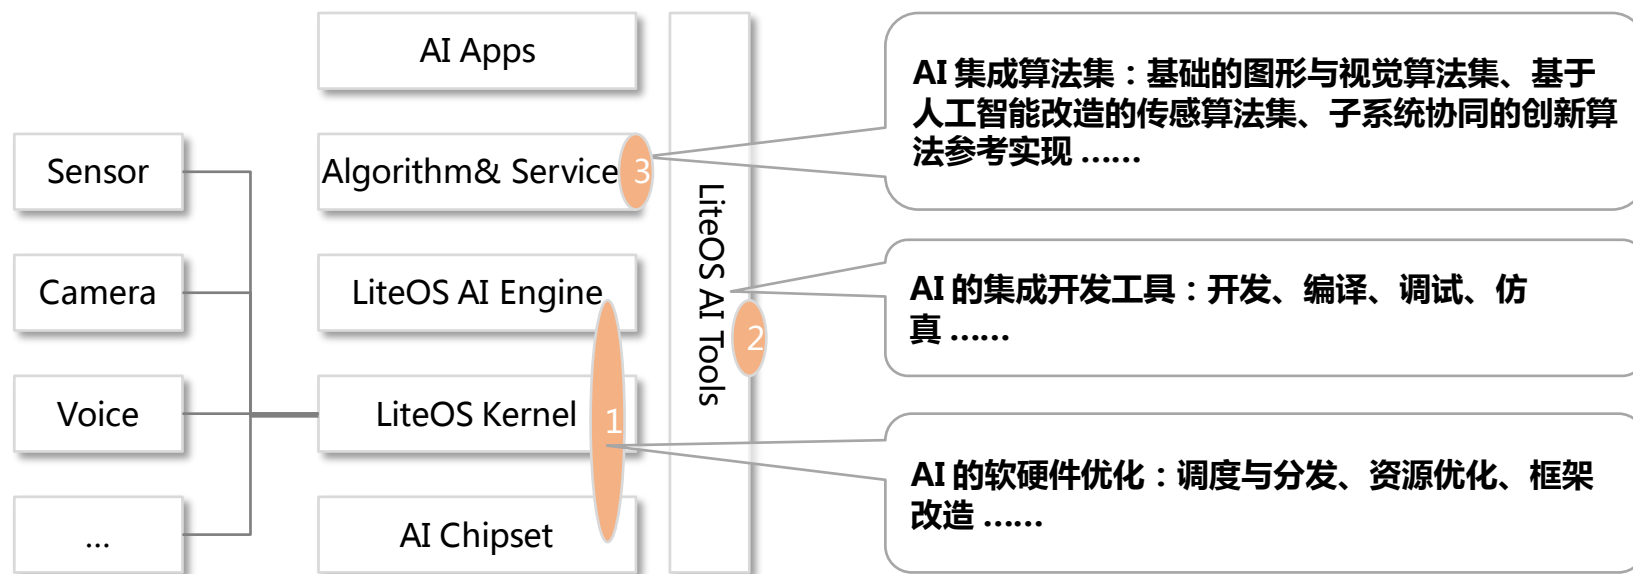 AI Apps
Sensor
Algorithm& Service
3
Camera
LiteOS AI Engine
Voice
LiteOS Kernel
1
...
AI Chipset
LiteOS AI Tools
2
AI 集成算法集：基础的图形与视觉算法集、基于
人工智能改造的传感算法集、子系统协同的创新算
法参考实现 ……
AI 的集成开发工具：开发、编译、调试、仿
真 ……
AI 的软硬件优化：调度与分发、资源优化、框架
改造 ……